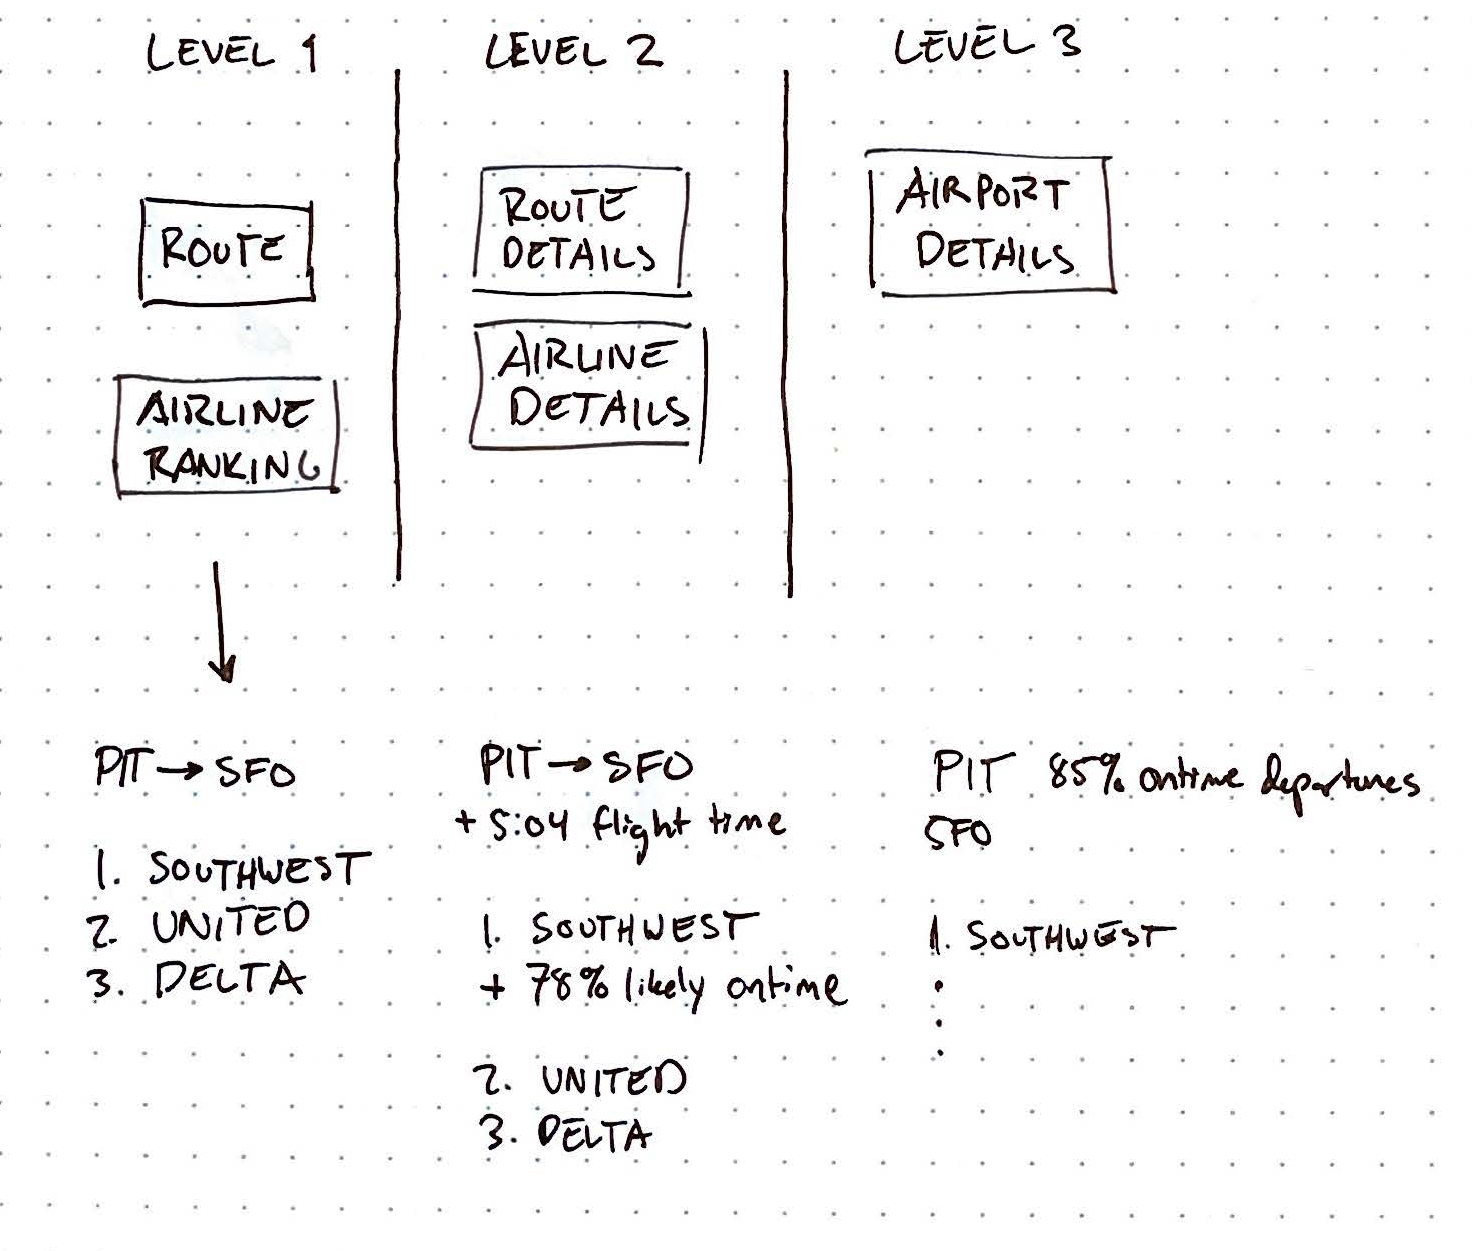 LEVEL 1
ROUTE
AIRLINE
RANKING
PIT → SFO
1. SOUTHWEST
2. UNITED
3. DELTA
LEVEL 2
ROUTE
DETAILS
AIRLINE
DETAILS
PIT → SFO
+ 5:04 flight time
1. SOUTHWEST
+ 78% likely ontime
2. UNITED
3. DELTA
LEVEL 3
AIRPORT
DETAILS
PIT 85% ontime departures
SFO
1. SOUTHWEST